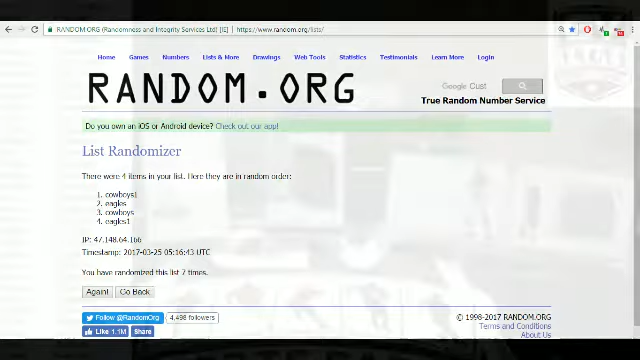 RANDOM.ORG (Randomness and Integrity Services Ltd) [IE] https://www.random.org/lists/
Home Games Numbers Lists & More Drawings Web Tools Statistics Testimonials Learn More Login
RANDOM.ORG
Google Cust
True Random Number Service
Do you own an iOS or Android device? Check out our app!
List Randomizer
There were 4 items in your list. Here they are in random order:
1. cowboys1
2. eagles
3. cowboys
4. eagles1
IP: 47.148.64.166
Timestamp: 2017-03-25 05:16:43 UTC
You have randomized this list 7 times.
Again! Go Back
Follow @RandomOrg 4,498 followers
Like 1.1M Share
© 1998-2017 RANDOM.ORG
Terms and Conditions
About Us